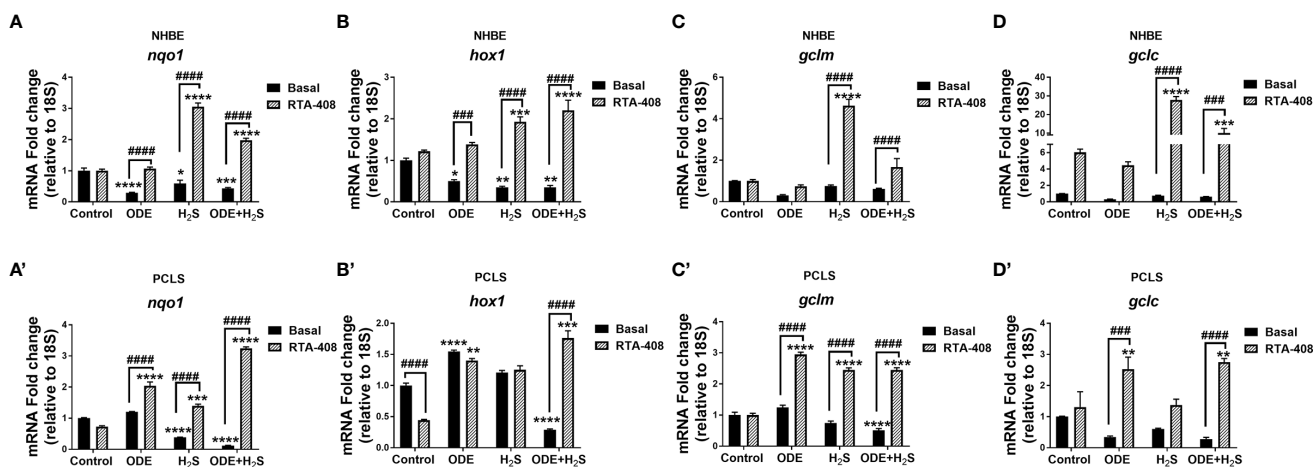 A
NHBE
nqo1
mRNA Fold change
(relative to 18S)
4
3
2
1
0
####
####
####
****
****
****
*
***
Basal
RTA-408
Control
ODE
H₂S
ODE+H₂S
B
NHBE
hox1
mRNA Fold change
(relative to 18S)
3
2
1
0
###
####
####
***
****
*
**
**
Basal
RTA-408
Control
ODE
H₂S
ODE+H₂S
C
NHBE
gclm
mRNA Fold change
(relative to 18S)
6
4
2
0
####
****
####
Basal
RTA-408
Control
ODE
H₂S
ODE+H₂S
D
NHBE
gclc
mRNA Fold change
(relative to 18S)
40
30
20
10
6
4
2
0
####
****
###
***
Basal
RTA-408
Control
ODE
H₂S
ODE+H₂S
A'
PCLS
nqo1
mRNA Fold change
(relative to 18S)
4
3
2
1
0
####
####
####
****
****
***
****
****
Basal
RTA-408
Control
ODE
H₂S
ODE+H₂S
B'
PCLS
hox1
mRNA Fold change
(relative to 18S)
2.0
1.5
1.0
0.5
0.0
####
****
**
####
***
****
Basal
RTA-408
Control
ODE
H₂S
ODE+H₂S
C'
PCLS
gclm
mRNA Fold change
(relative to 18S)
4
3
2
1
0
####
####
####
****
****
****
****
Basal
RTA-408
Control
ODE
H₂S
ODE+H₂S
D'
PCLS
gclc
mRNA Fold change
(relative to 18S)
4
3
2
1
0
###
**
####
**
Basal
RTA-408
Control
ODE
H₂S
ODE+H₂S